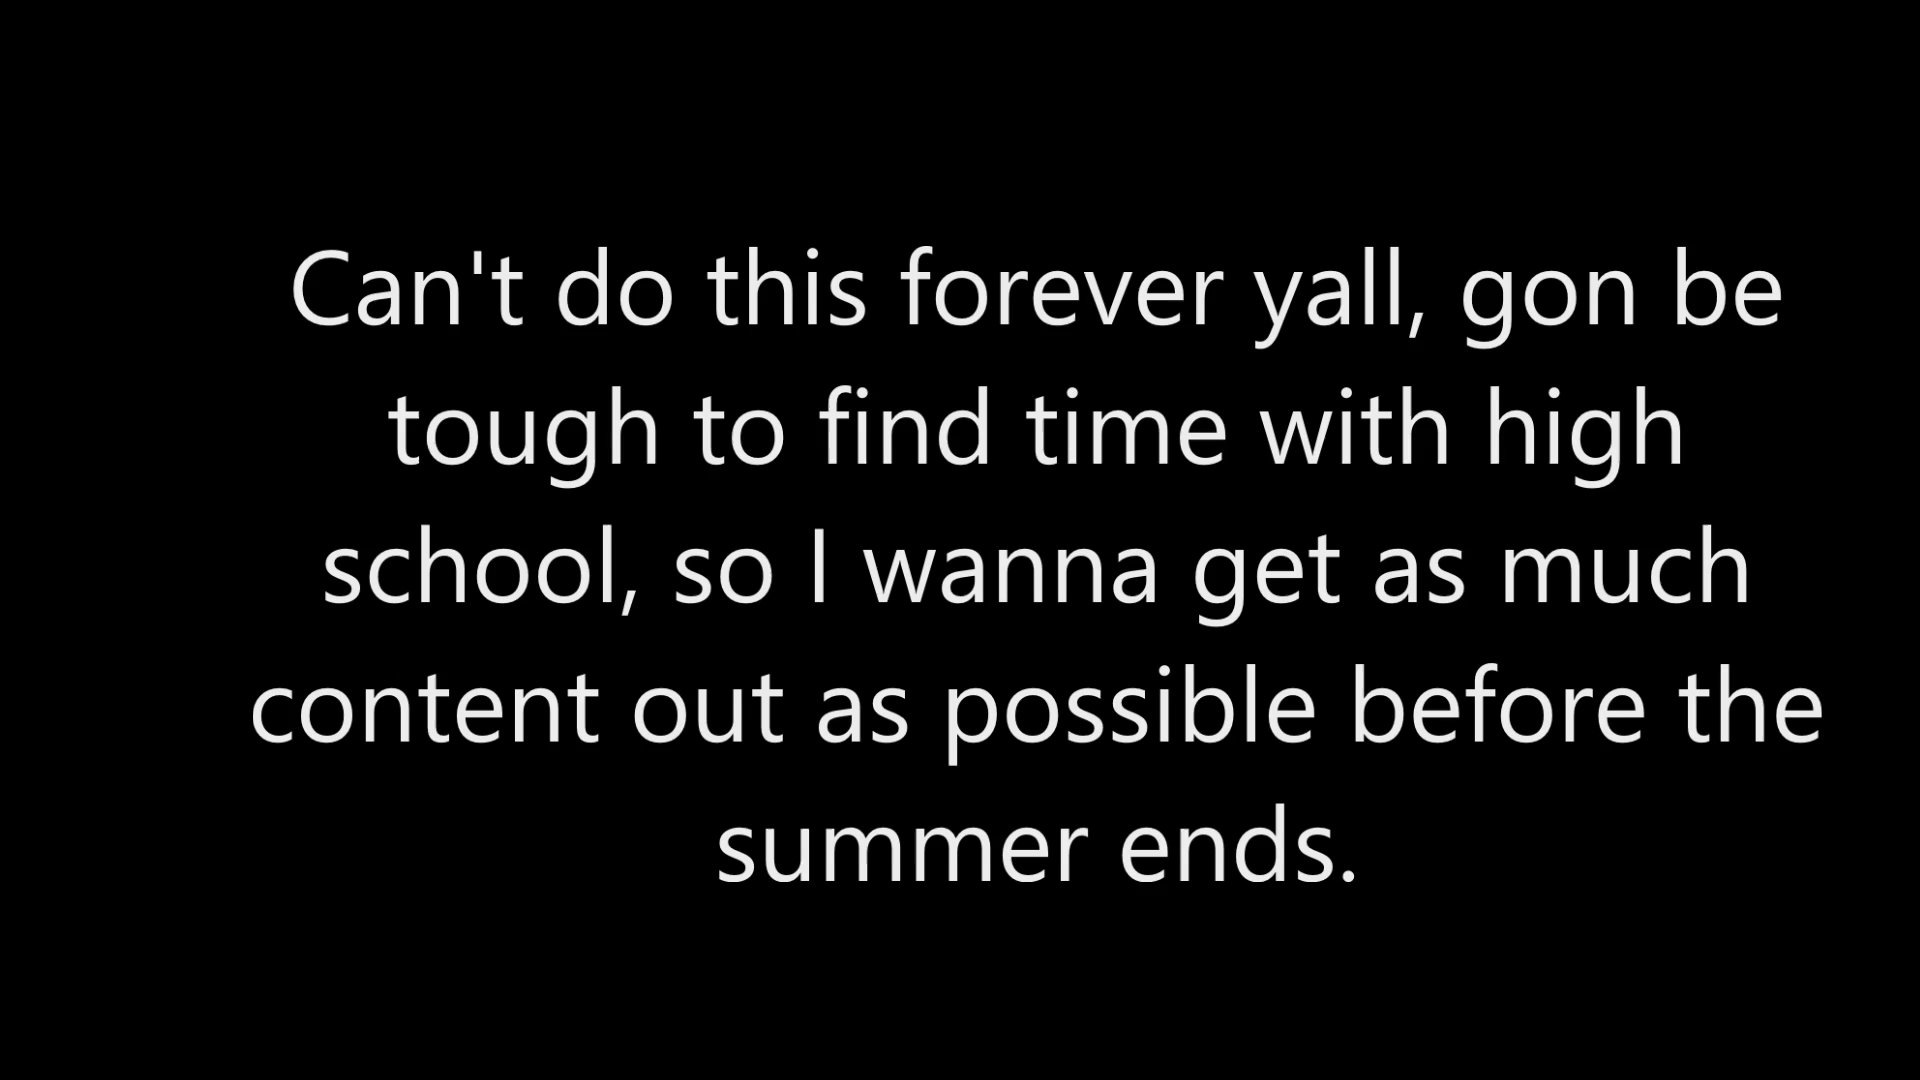 Can't do this forever yall, gon be
tough to find time with high
school, so I wanna get as much
content out as possible before the
summer ends.